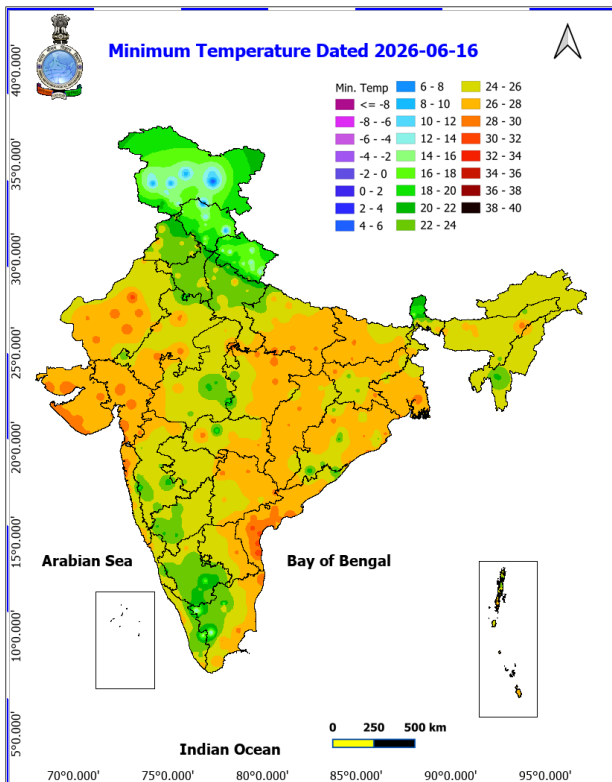 Minimum Temperature Dated 2026-06-16
Min. Temp
<= -8
-8 - -6
-6 - -4
-4 - -2
-2 - 0
0 - 2
2 - 4
4 - 6
6 - 8
8 - 10
10 - 12
12 - 14
14 - 16
16 - 18
18 - 20
20 - 22
22 - 24
24 - 26
26 - 28
28 - 30
30 - 32
32 - 34
34 - 36
36 - 38
38 - 40
40°0.000'
35°0.000'
30°0.000'
25°0.000'
20°0.000'
15°0.000'
10°0.000'
5°0.000'
Arabian Sea
Bay of Bengal
Indian Ocean
0 250 500 km
70°0.000' 75°0.000' 80°0.000' 85°0.000' 90°0.000' 95°0.000'